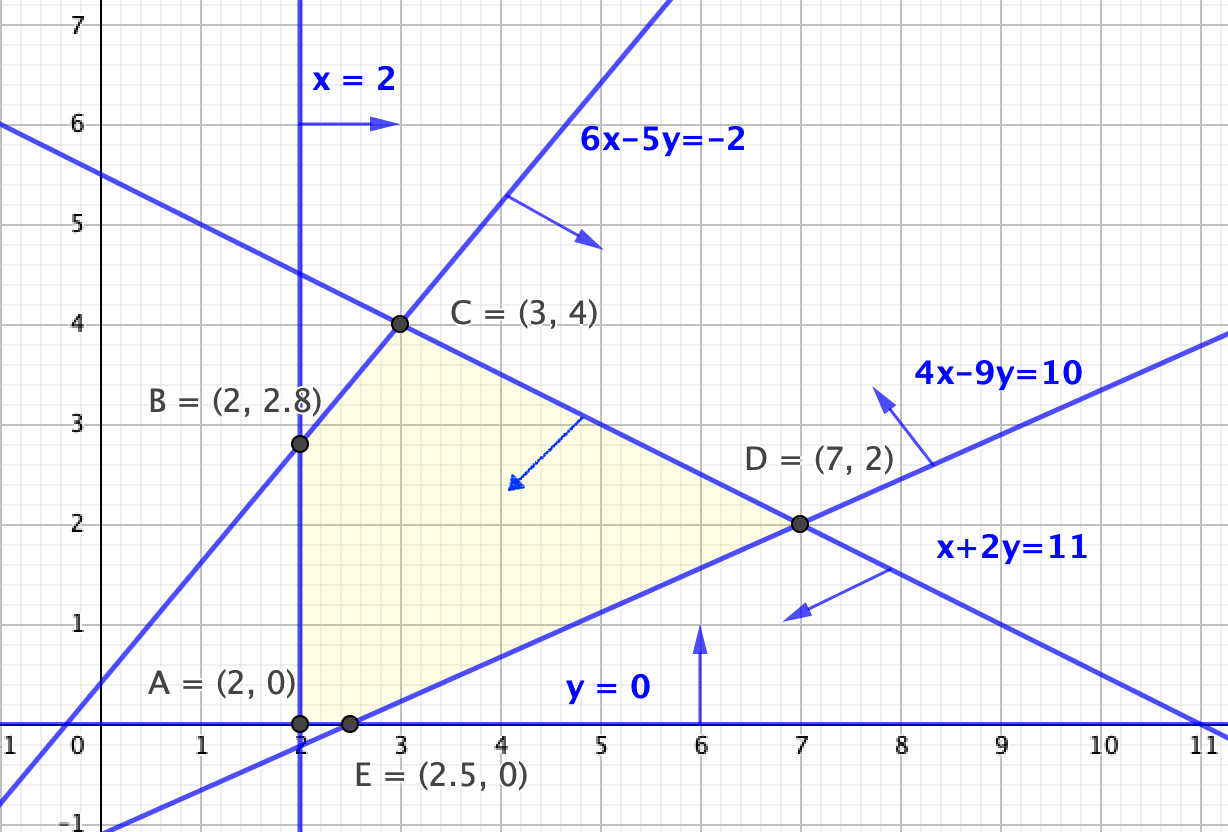 7
x = 2
6
6x–5y=–2
5
C = (3, 4)
4
4x–9y=10
B = (2, 2.8)
3
D = (7, 2)
2
x+2y=11
1
A = (2, 0)
y = 0
1 0 1 2 3 4 5 6 7 8 9 10 11
E = (2.5, 0)
–1